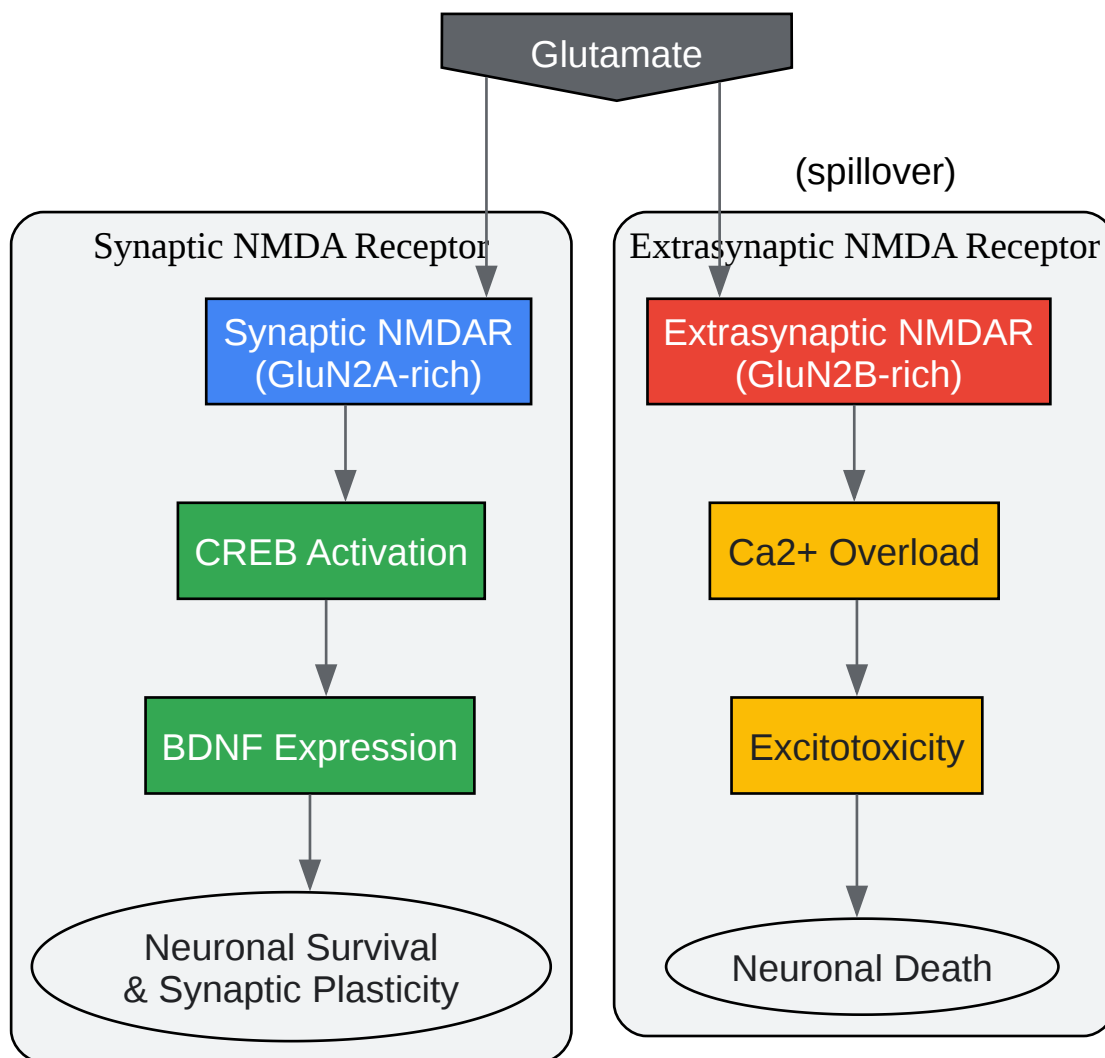 Glutamate
(spillover)
Synaptic NMDA Receptor
Synaptic NMDAR
(GluN2A-rich)
CREB Activation
BDNF Expression
Neuronal Survival
& Synaptic Plasticity
Extrasynaptic NMDA Receptor
Extrasynaptic NMDAR
(GluN2B-rich)
Ca2+ Overload
Excitotoxicity
Neuronal Death